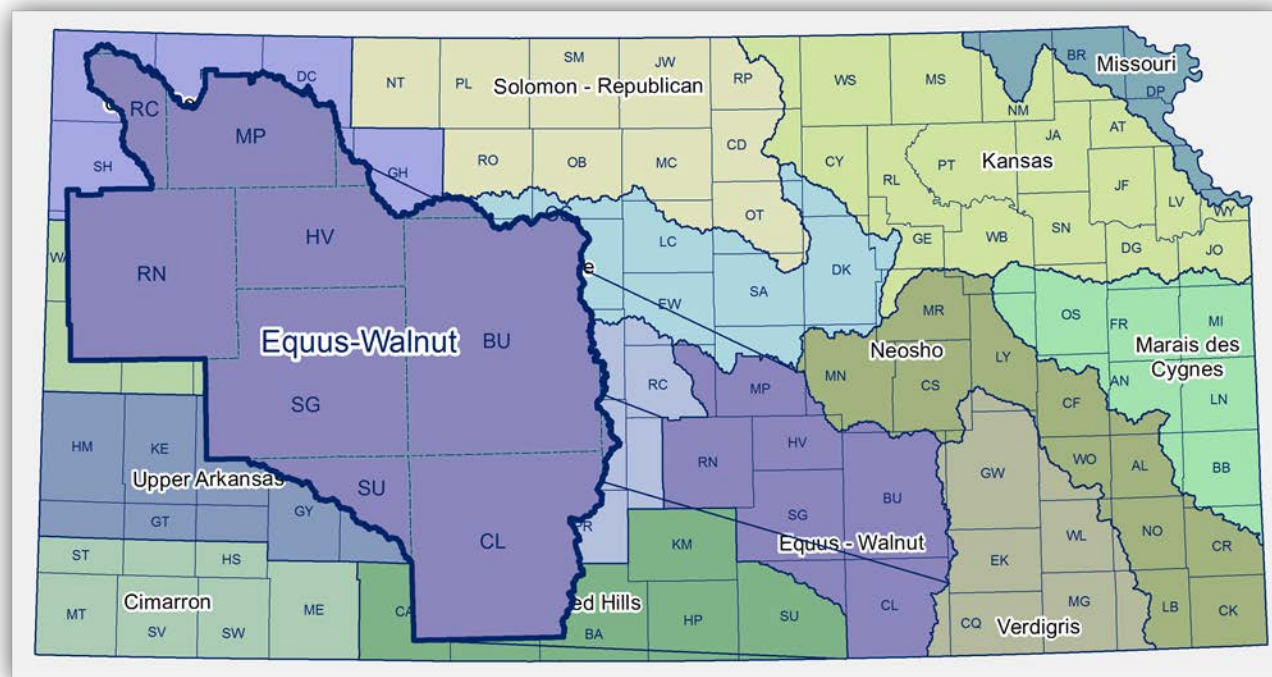 DC
NT
PL
SM
JW
RP
WS
MS
NM
BR
Missouri
DP
Solomon - Republican
RC
MP
SH
GH
RO
OB
MC
CD
CY
RL
PT
JA
AT
Kansas
JF
LV
WY
OT
GE
WB
SN
DG
JO
RN
HV
LC
DK
EW
SA
MR
OS
FR
MI
Equus-Walnut
BU
Neosho
LY
Marais des
Cygnes
RC
MP
MN
CS
AN
LN
CF
SG
HM
KE
RN
HV
GW
WO
AL
BB
Upper Arkansas
SU
BU
GT
GY
SG
CL
PR
KM
Equus - Walnut
WL
NO
CR
ST
HS
EK
Cimarron
ME
CA
ed Hills
MT
SV
SW
BA
HP
SU
CL
CQ
MG
Verdigris
LB
CK